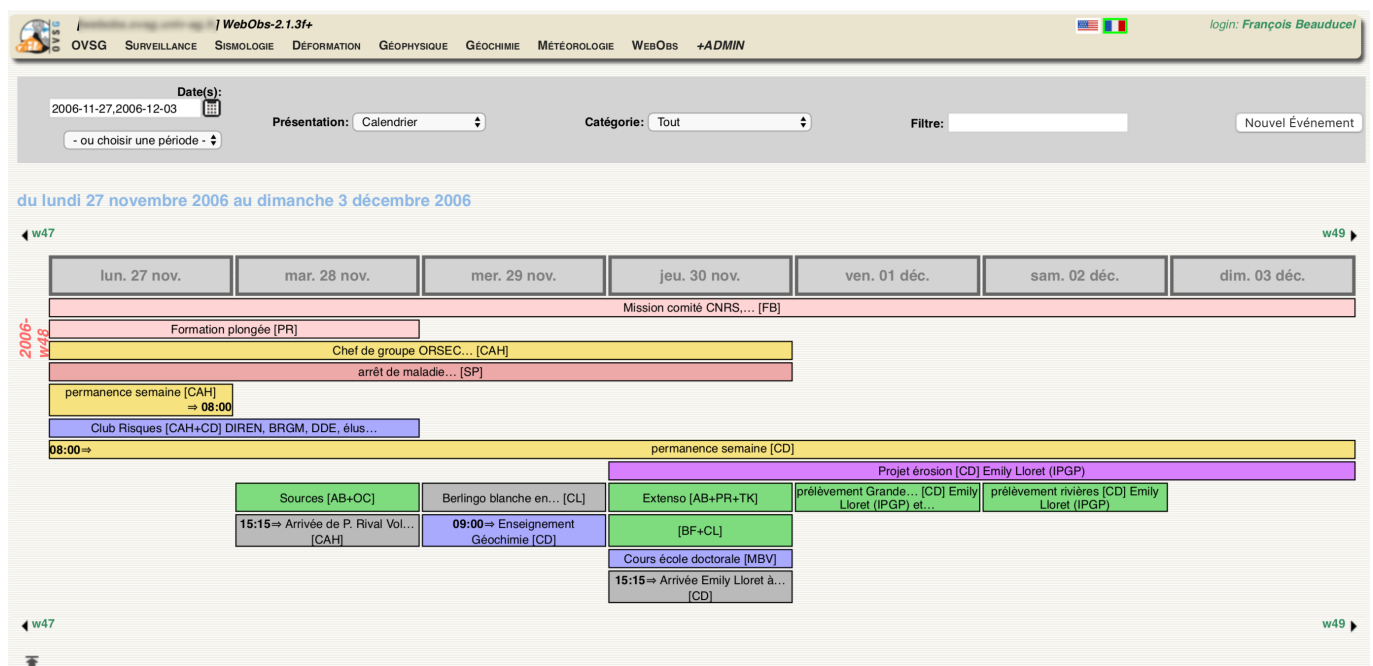 ] WebObs-2.1.3f+
login: François Beauducel
OVSG
OVSG SURVEILLANCE SISMOLOGIE DÉFORMATION GÉOPHYSIQUE GÉOCHIMIE MÉTÉOROLOGIE WEBOBS +ADMIN
Date(s):
2006-11-27,2006-12-03
- ou choisir une période -
Présentation: Calendrier
Catégorie: Tout
Filtre:
Nouvel Événement
du lundi 27 novembre 2006 au dimanche 3 décembre 2006
w47
w49
lun. 27 nov. mar. 28 nov. mer. 29 nov. jeu. 30 nov. ven. 01 déc. sam. 02 déc. dim. 03 déc.
2006-
w48
Mission comité CNRS,... [FB]
Formation plongée [PR]
Chef de groupe ORSEC... [CAH]
arrêt de maladie... [SP]
permanence semaine [CAH]
⇒ 08:00
Club Risques [CAH+CD] DIREN, BRGM, DDE, élus...
08:00⇒ permanence semaine [CD]
Projet érosion [CD] Emily Lloret (IPGP)
Sources [AB+OC]
Berlingo blanche en... [CL]
Extenso [AB+PR+TK]
prélèvement Grande... [CD] Emily
Lloret (IPGP) et...
prélèvement rivières [CD] Emily
Lloret (IPGP)
15:15⇒ Arrivée de P. Rival Vol...
[CAH]
09:00⇒ Enseignement
Géochimie [CD]
[BF+CL]
Cours école doctorale [MBV]
15:15⇒ Arrivée Emily Lloret à...
[CD]
w47
w49